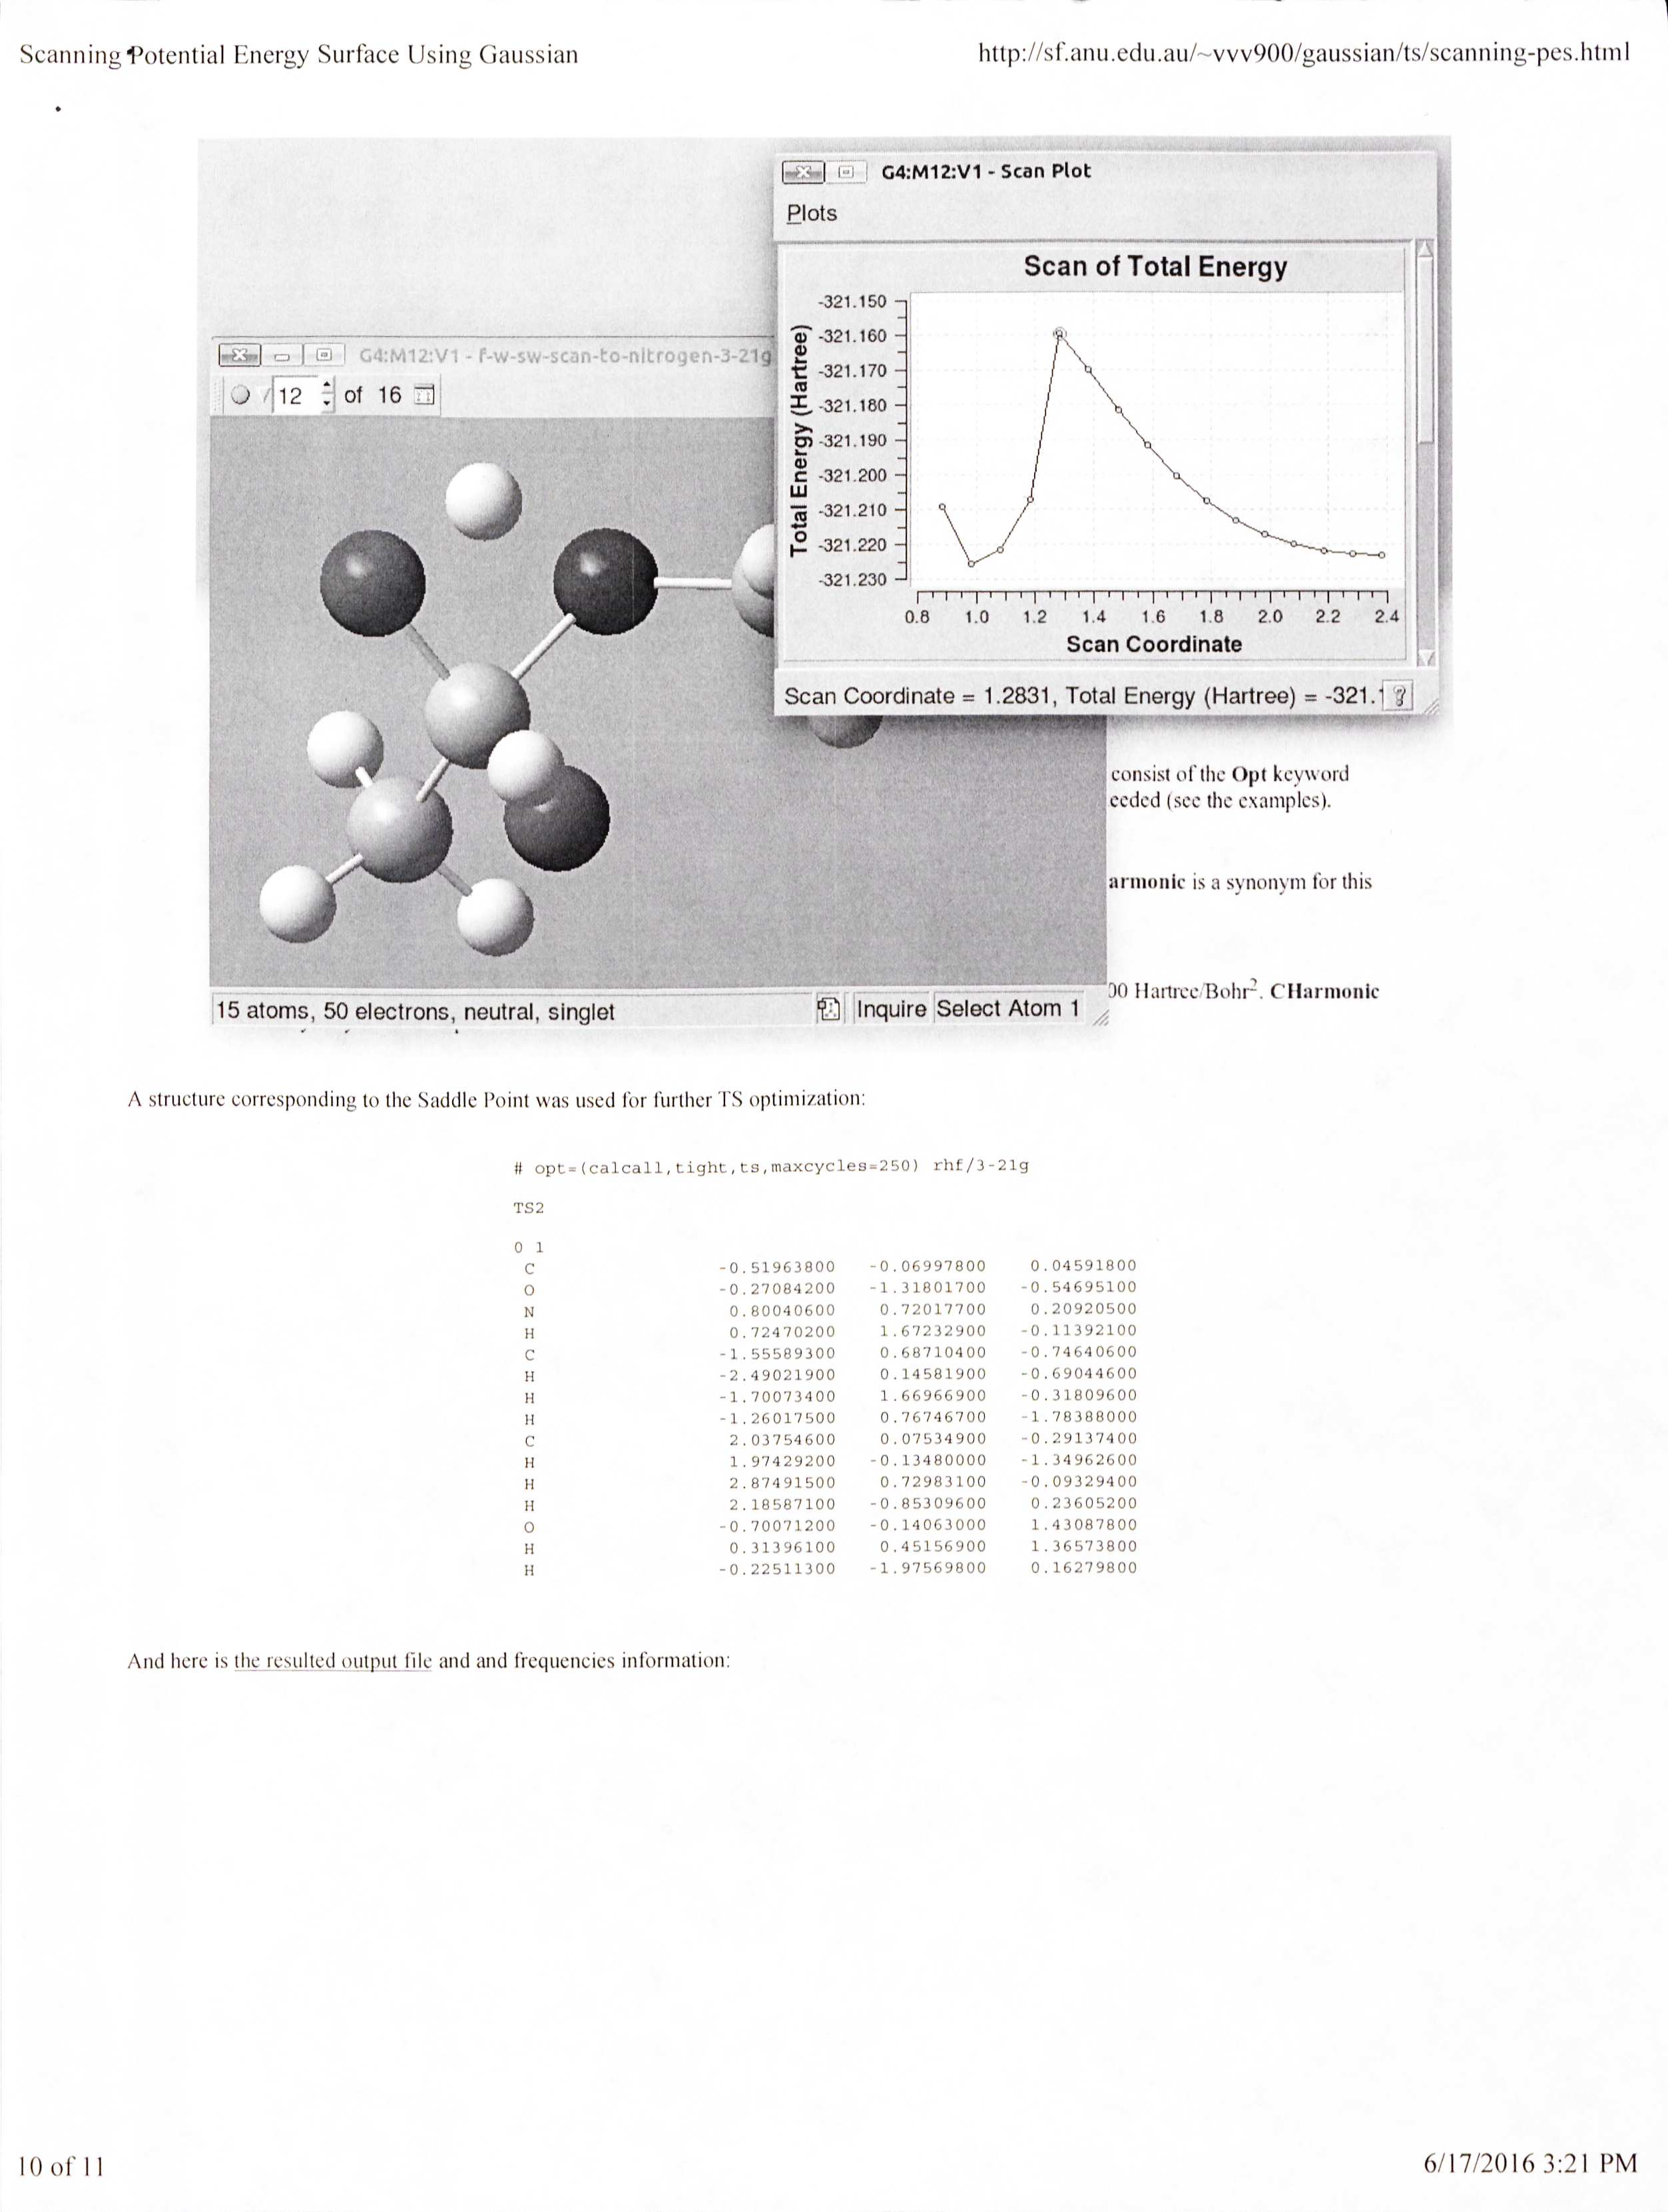 Scanning Potential Energy Surface Using Gaussian
http://sf.anu.edu.au/~vvv900/gaussian/ts/scanning-pes.html
G4:M12:V1 - Scan Plot
Plots
Scan of Total Energy
Total Energy (Hartree)
-321.150
-321.160
-321.170
-321.180
-321.190
-321.200
-321.210
-321.220
-321.230
0.8 1.0 1.2 1.4 1.6 1.8 2.0 2.2 2.4
Scan Coordinate
Scan Coordinate = 1.2831, Total Energy (Hartree) = -321.1 ?
G4:M12:V1 - f-w-sw-scan-to-nitrogen-3-21g
12 of 16
consist of the Opt keyword
eeded (see the examples).
armonic is a synonym for this
00 Hartree/Bohr². CHarmonic
15 atoms, 50 electrons, neutral, singlet
Inquire Select Atom 1
A structure corresponding to the Saddle Point was used for further TS optimization:
# opt=(calcall,tight,ts,maxcycles=250) rhf/3-21g
TS2
0 1
C -0.51963800 -0.06997800 0.04591800
O -0.27084200 -1.31801700 -0.54695100
N 0.80040600 0.72017700 0.20920500
H 0.72470200 1.67232900 -0.11392100
C -1.55589300 0.68710400 -0.74640600
H -2.49021900 0.14581900 -0.69044600
H -1.70073400 1.66966900 -0.31809600
H -1.26017500 0.76746700 -1.78388000
C 2.03754600 0.07534900 -0.29137400
H 1.97429200 -0.13480000 -1.34962600
H 2.87491500 0.72983100 -0.09329400
H 2.18587100 -0.85309600 0.23605200
O -0.70071200 -0.14063000 1.43087800
H 0.31396100 0.45156900 1.36573800
H -0.22511300 -1.97569800 0.16279800
And here is the resulted output file and and frequencies information:
10 of 11
6/17/2016 3:21 PM